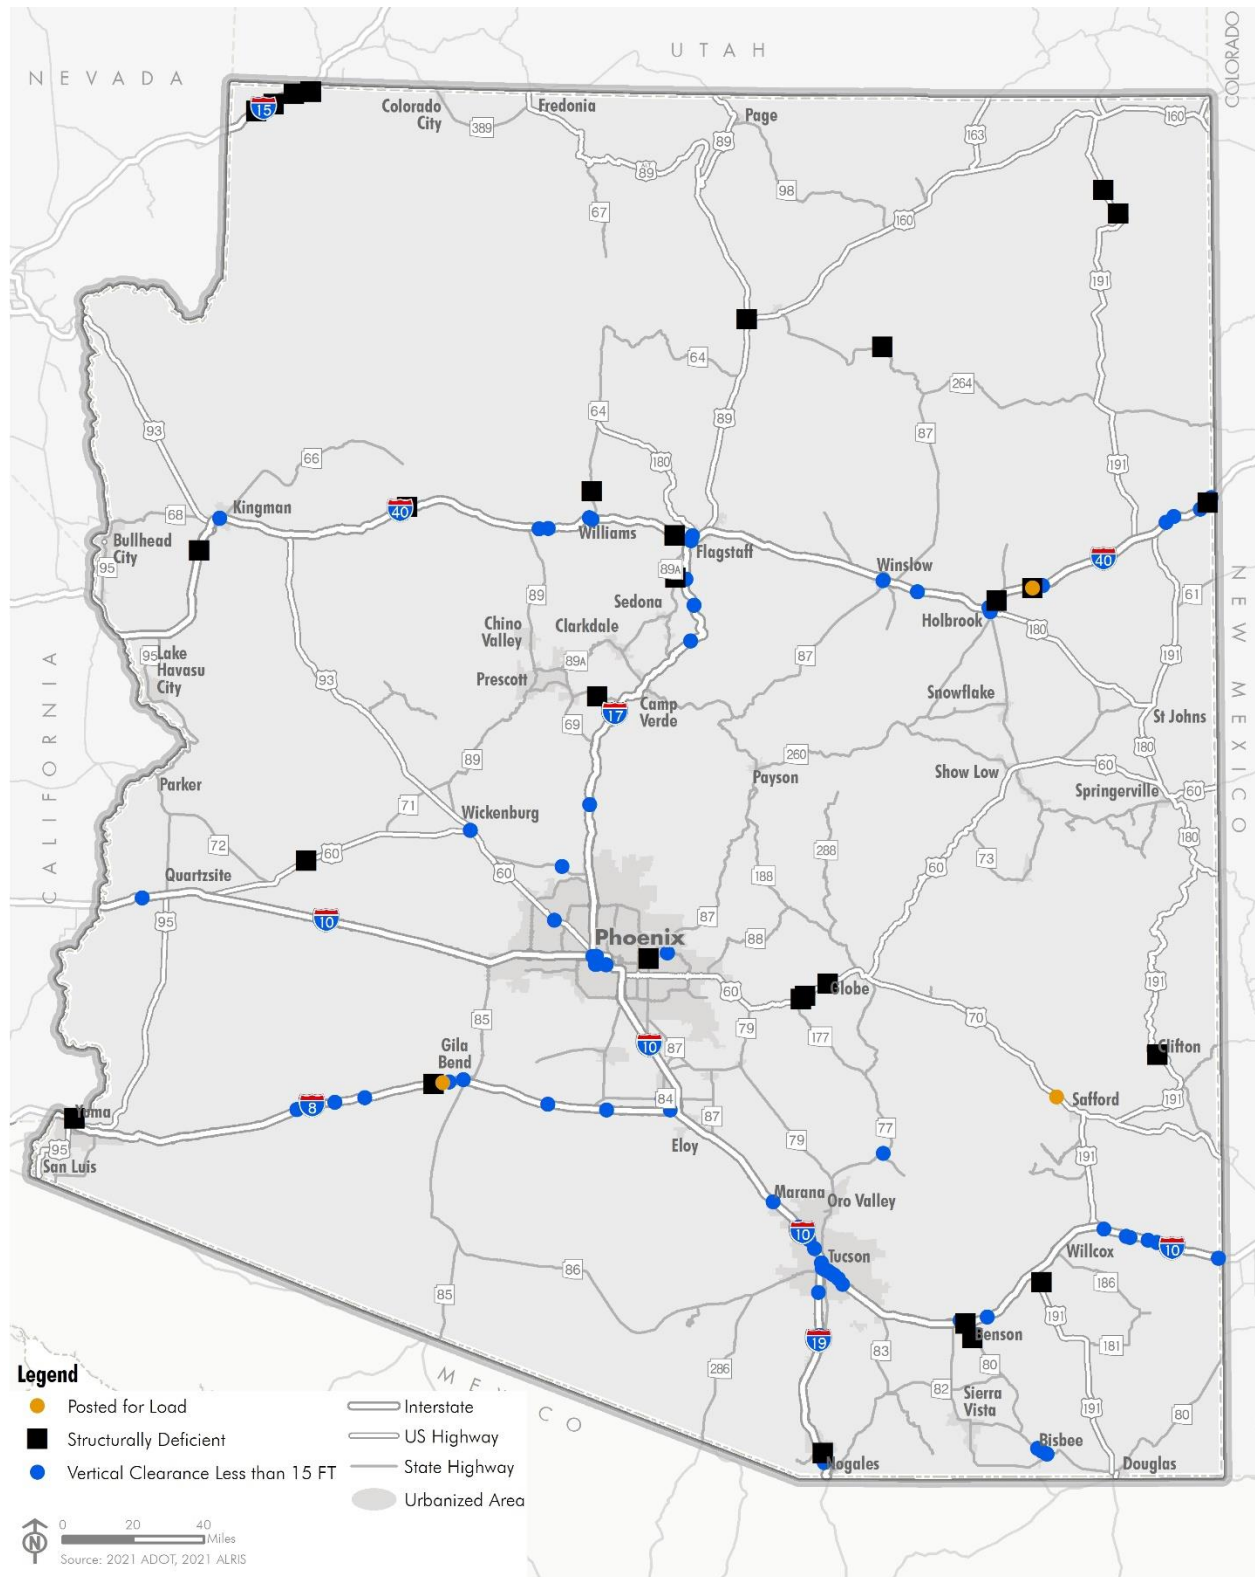 UTAH
COLORADO
NEVADA
15
Colorado
City
389
Fredonia
Page
89
163
160
89
98
67
160
191
64
264
64
89
87
93
180
191
66
40
Kingman
68
Williams
Bullhead
City
Flagstaff
Winslow
40
89A
95
89
Sedona
Holbrook
61
NEW MEXICO
Chino
Valley
Clarkdale
180
CALIFORNIA
95
Lake
Havasu
City
89A
87
191
93
Prescott
Snowflake
Camp
Verde
17
69
St Johns
180
89
260
Show Low
60
Parker
Payson
Springerville
60
71
Wickenburg
72
60
288
180
Quartzsite
60
188
60
73
95
10
87
88
Phoenix
191
60
Globe
85
79
177
70
Gila
Bend
10
87
Clifton
8
84
Safford
191
Yuma
87
95
77
San Luis
Eloy
79
191
Marana
Oro Valley
10
Tucson
Willcox
10
86
186
85
191
19
Benson
83
181
80
286
82
Sierra
Vista
191
80
MEXICO
Bisbee
Nogales
Douglas
Legend
Posted for Load
Structurally Deficient
Vertical Clearance Less than 15 FT
Interstate
US Highway
State Highway
Urbanized Area
N
0 20 40
Miles
Source: 2021 ADOT, 2021 ALRIS